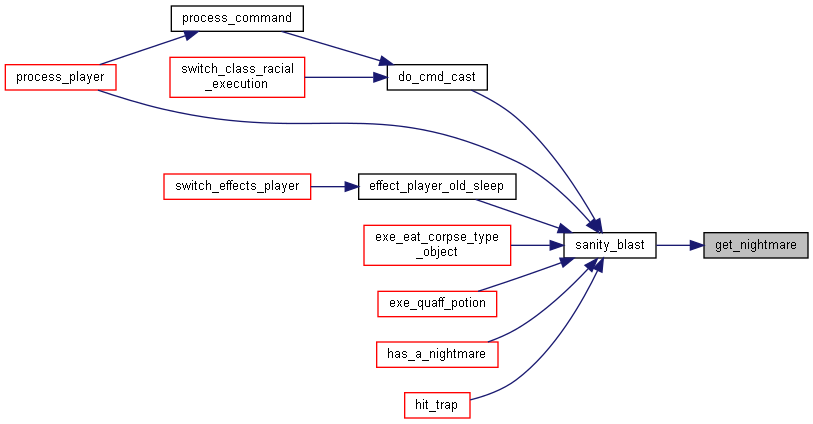 process_command
process_player
switch_class_racial
_execution
do_cmd_cast
switch_effects_player
effect_player_old_sleep
exe_eat_corpse_type
_object
sanity_blast
get_nightmare
exe_quaff_potion
has_a_nightmare
hit_trap